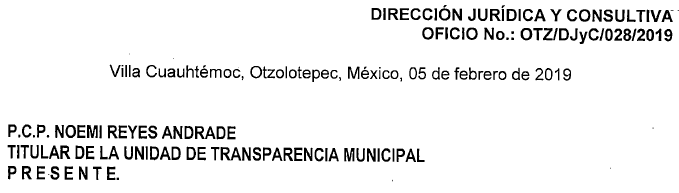 DIRECCIÓN JURÍDICA Y CONSULTIVA
OFICIO No.: OTZ/DJyC/028/2019
Villa Cuauhtémoc, Otzolotepec, México, 05 de febrero de 2019
P.C.P. NOEMI REYES ANDRADE
TITULAR DE LA UNIDAD DE TRANSPARENCIA MUNICIPAL
P R E S E N T E.